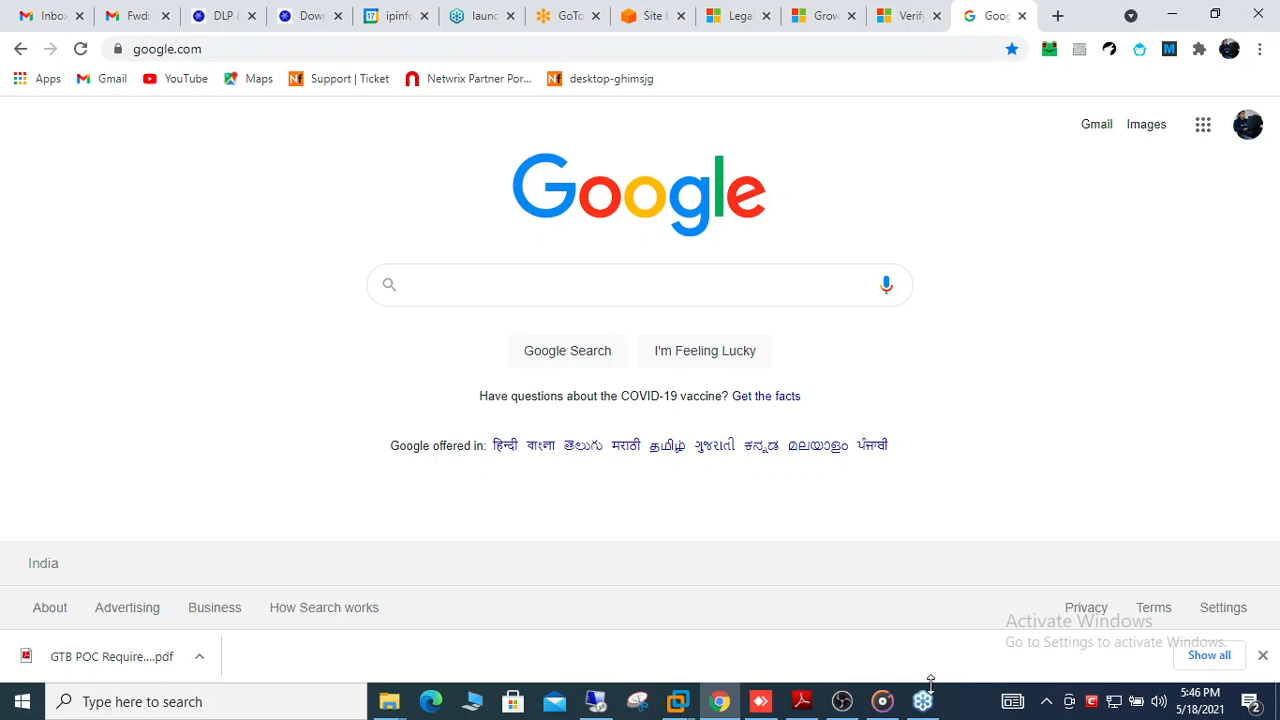 Inbo
Fwd:
DLP &
Dow
ipinfo
launc
GoTo
Site L
Lega
Grow
Verify
Goog
google.com
Apps
Gmail
YouTube
Maps
Support | Ticket
Netwrix Partner Por...
desktop-ghimsjg
Gmail
Images
Google
Google Search
I'm Feeling Lucky
Have questions about the COVID-19 vaccine? Get the facts
Google offered in: हिन्दी বাংলা తెలుగు मराठी தமிழ் ગુજરાતી ಕನ್ನಡ മലയാളം ਪੰਜਾਬੀ
India
About
Advertising
Business
How Search works
Privacy
Terms
Settings
Activate Windows
Go to Settings to activate Windows.
GTB POC Require....pdf
Show all
Type here to search
5:46 PM
5/18/2021
2